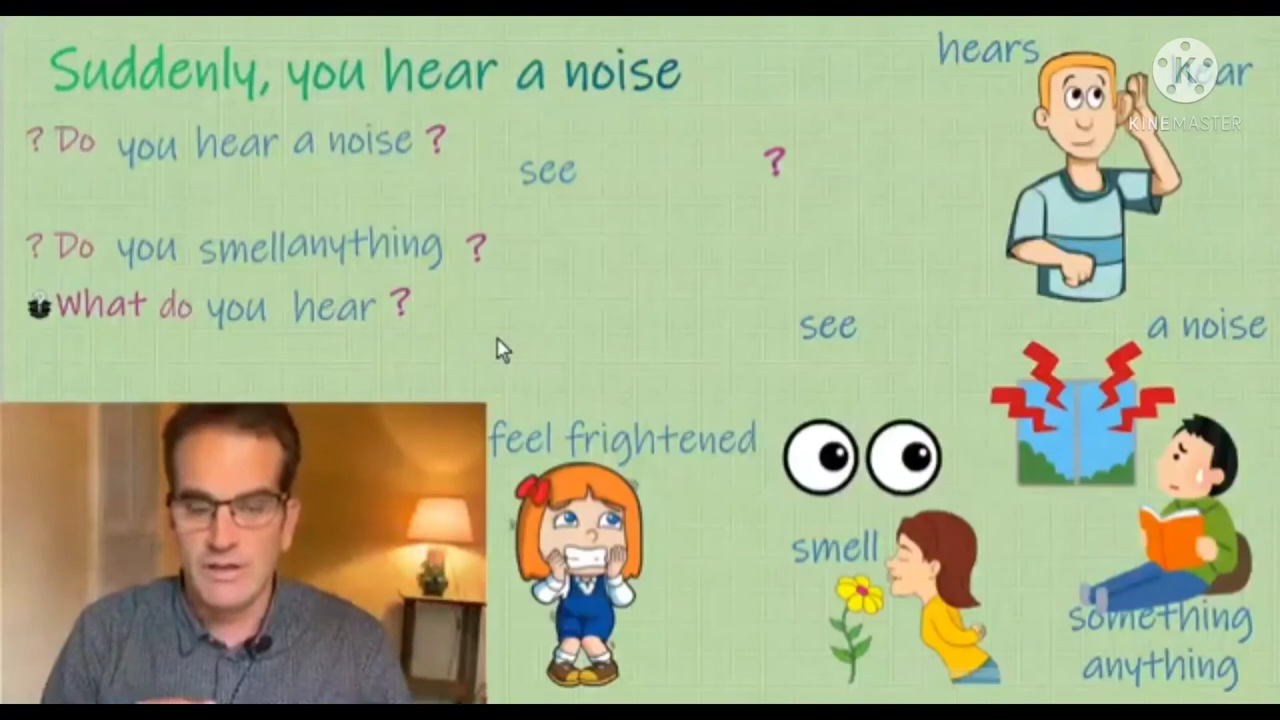 Suddenly, you hear a noise
hears
ear
K
KINEMASTER
? Do you hear a noise ?
see ?
? Do you smellanything ?
? What do you hear ?
see
a noise
feel frightened
smell
something
anything